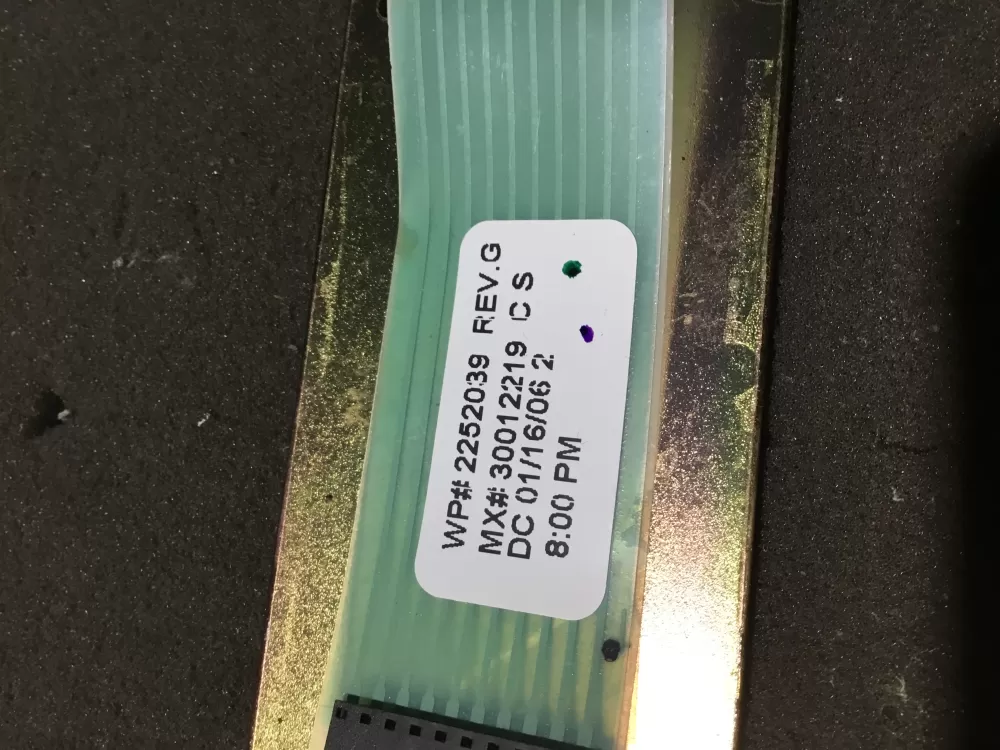 WP# 2252039 REV.G
MX# 30012219 C S
DC 01/16/06 2
8:00 PM